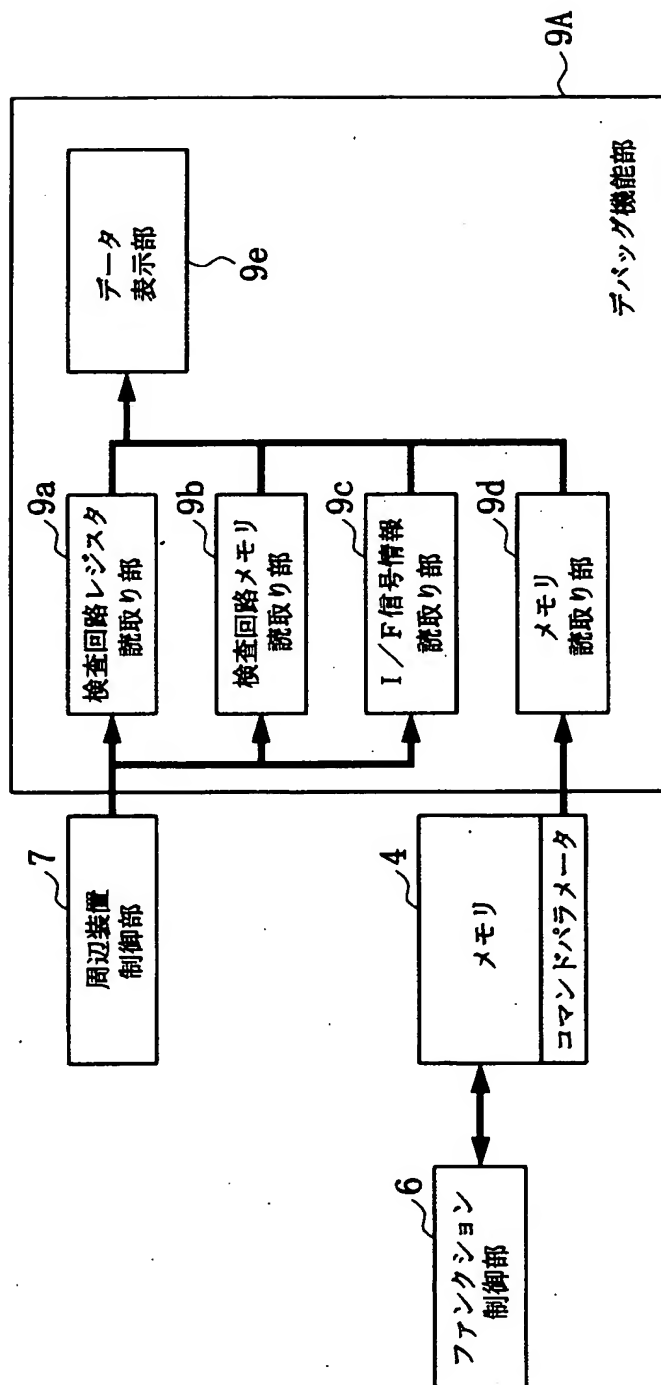 6
ファンクション
制御部
7
周辺装置
制御部
4
メモリ
コマンドパラメータ
9a
検査回路レジスタ
読取り部
9b
検査回路メモリ
読取り部
9c
I/F信号情報
読取り部
9d
メモリ
読取り部
データ
表示部
9e
デバッグ機能部
9A